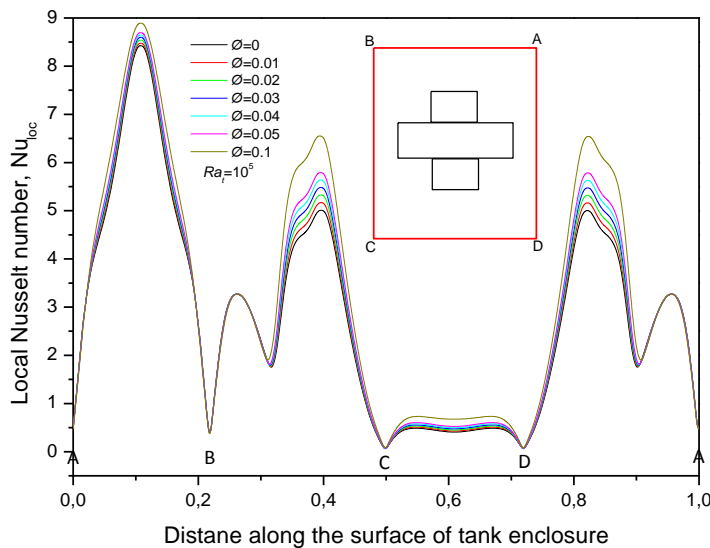 9
8
7
6
5
4
3
2
1
0
Local Nusselt number, Nu_loc
Ø=0
Ø=0.01
Ø=0.02
Ø=0.03
Ø=0.04
Ø=0.05
Ø=0.1
Ra_t=10^5
B
A
C
D
A
B
C
D
A
0,0
0,2
0,4
0,6
0,8
1,0
Distane along the surface of tank enclosure